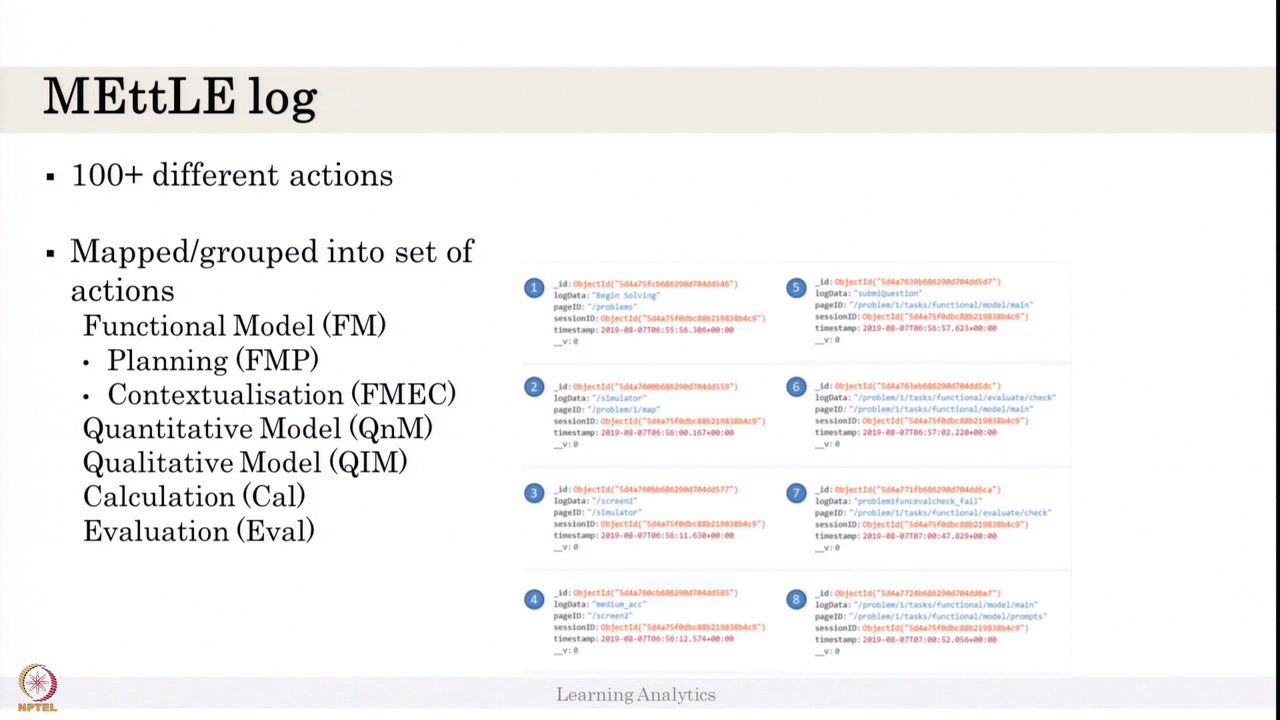 MEttLE log
▪ 100+ different actions
▪ Mapped/grouped into set of
actions
Functional Model (FM)
• Planning (FMP)
• Contextualisation (FMEC)
Quantitative Model (QnM)
Qualitative Model (QIM)
Calculation (Cal)
Evaluation (Eval)
1
_id: ObjectId("5d4a75fcb686290d704dd546")
logData: "Begin Solving"
pageID: "/problems"
sessionID: ObjectId("5d4a75f0dbc88b219838b4c9")
timestamp: 2019-08-07T06:55:56.306+00:00
__v: 0
2
_id: ObjectId("5d4a7600b686290d704dd559")
logData: "/simulator"
pageID: "/problem/1/map"
sessionID: ObjectId("5d4a75f0dbc88b219838b4c9")
timestamp: 2019-08-07T06:56:00.167+00:00
__v: 0
3
_id: ObjectId("5d4a760bb686290d704dd577")
logData: "/screen2"
pageID: "/simulator"
sessionID: ObjectId("5d4a75f0dbc88b219838b4c9")
timestamp: 2019-08-07T06:56:11.630+00:00
__v: 0
4
_id: ObjectId("5d4a760cb686290d704dd585")
logData: "medium_acc"
pageID: "/screen2"
sessionID: ObjectId("5d4a75f0dbc88b219838b4c9")
timestamp: 2019-08-07T06:56:12.574+00:00
__v: 0
5
_id: ObjectId("5d4a7639b686290d704dd5d7")
logData: "submiQuestion"
pageID: "/problem/1/tasks/functional/model/main"
sessionID: ObjectId("5d4a75f0dbc88b219838b4c9")
timestamp: 2019-08-07T06:56:57.623+00:00
__v: 0
6
_id: ObjectId("5d4a763eb686290d704dd5dc")
logData: "/problem/1/tasks/functional/evaluate/check"
pageID: "/problem/1/tasks/functional/model/main"
sessionID: ObjectId("5d4a75f0dbc88b219838b4c9")
timestamp: 2019-08-07T06:57:02.220+00:00
__v: 0
7
_id: ObjectId("5d4a771fb686290d704dd6ca")
logData: "problem1funcevalcheck_fail"
pageID: "/problem/1/tasks/functional/evaluate/check"
sessionID: ObjectId("5d4a75f0dbc88b219838b4c9")
timestamp: 2019-08-07T07:00:47.829+00:00
__v: 0
8
_id: ObjectId("5d4a7724b686290d704dd6e7")
logData: "/problem/1/tasks/functional/model/main"
pageID: "/problem/1/tasks/functional/model/prompts"
sessionID: ObjectId("5d4a75f0dbc88b219838b4c9")
timestamp: 2019-08-07T07:00:52.056+00:00
__v: 0
NPTEL
Learning Analytics